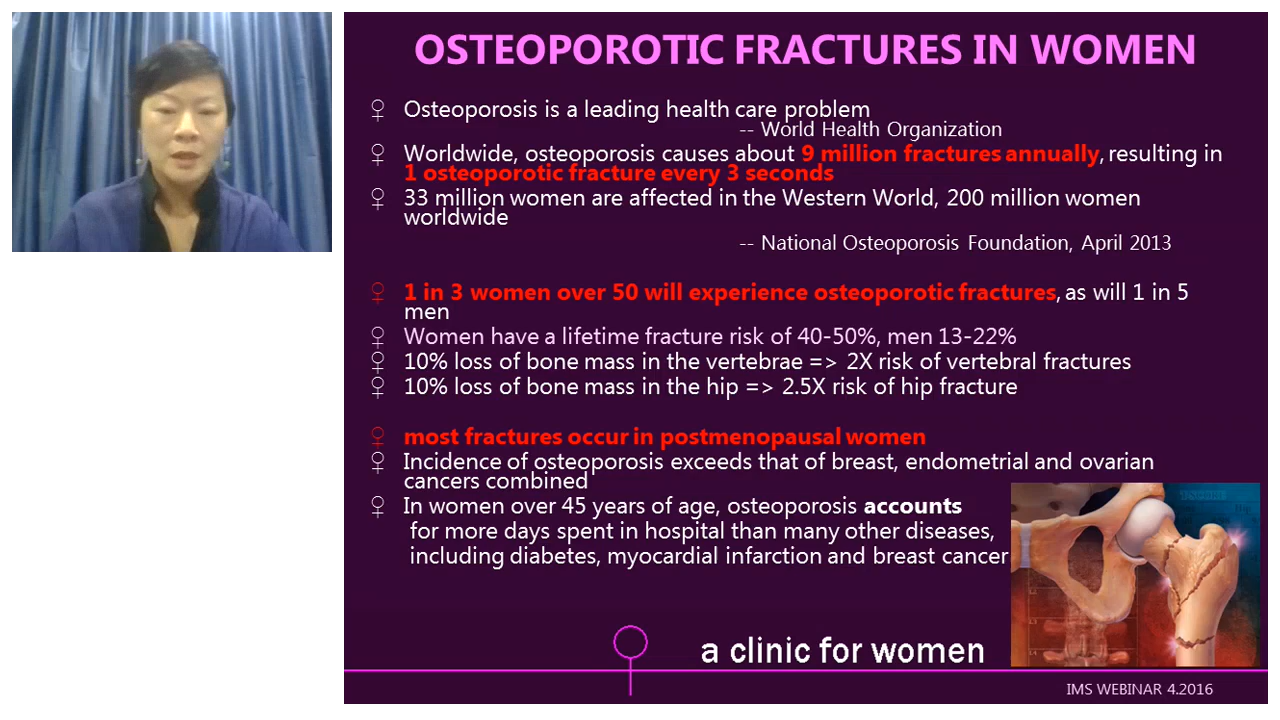 OSTEOPOROTIC FRACTURES IN WOMEN
♀ Osteoporosis is a leading health care problem
-- World Health Organization
♀ Worldwide, osteoporosis causes about 9 million fractures annually, resulting in
1 osteoporotic fracture every 3 seconds
♀ 33 million women are affected in the Western World, 200 million women
worldwide
-- National Osteoporosis Foundation, April 2013
♀ 1 in 3 women over 50 will experience osteoporotic fractures, as will 1 in 5
men
♀ Women have a lifetime fracture risk of 40-50%, men 13-22%
♀ 10% loss of bone mass in the vertebrae => 2X risk of vertebral fractures
♀ 10% loss of bone mass in the hip => 2.5X risk of hip fracture
♀ most fractures occur in postmenopausal women
♀ Incidence of osteoporosis exceeds that of breast, endometrial and ovarian
cancers combined
♀ In women over 45 years of age, osteoporosis accounts
for more days spent in hospital than many other diseases,
including diabetes, myocardial infarction and breast cancer
a clinic for women
IMS WEBINAR 4.2016